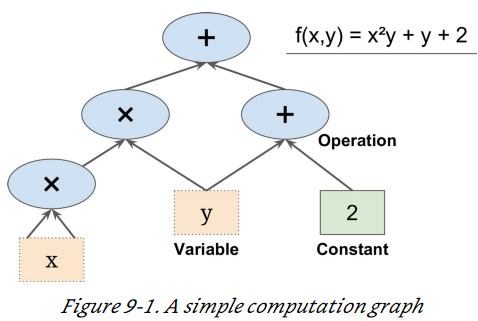 +
f(x,y) = x²y + y + 2
×
+
Operation
×
y
2
Variable
Constant
x
Figure 9-1. A simple computation graph